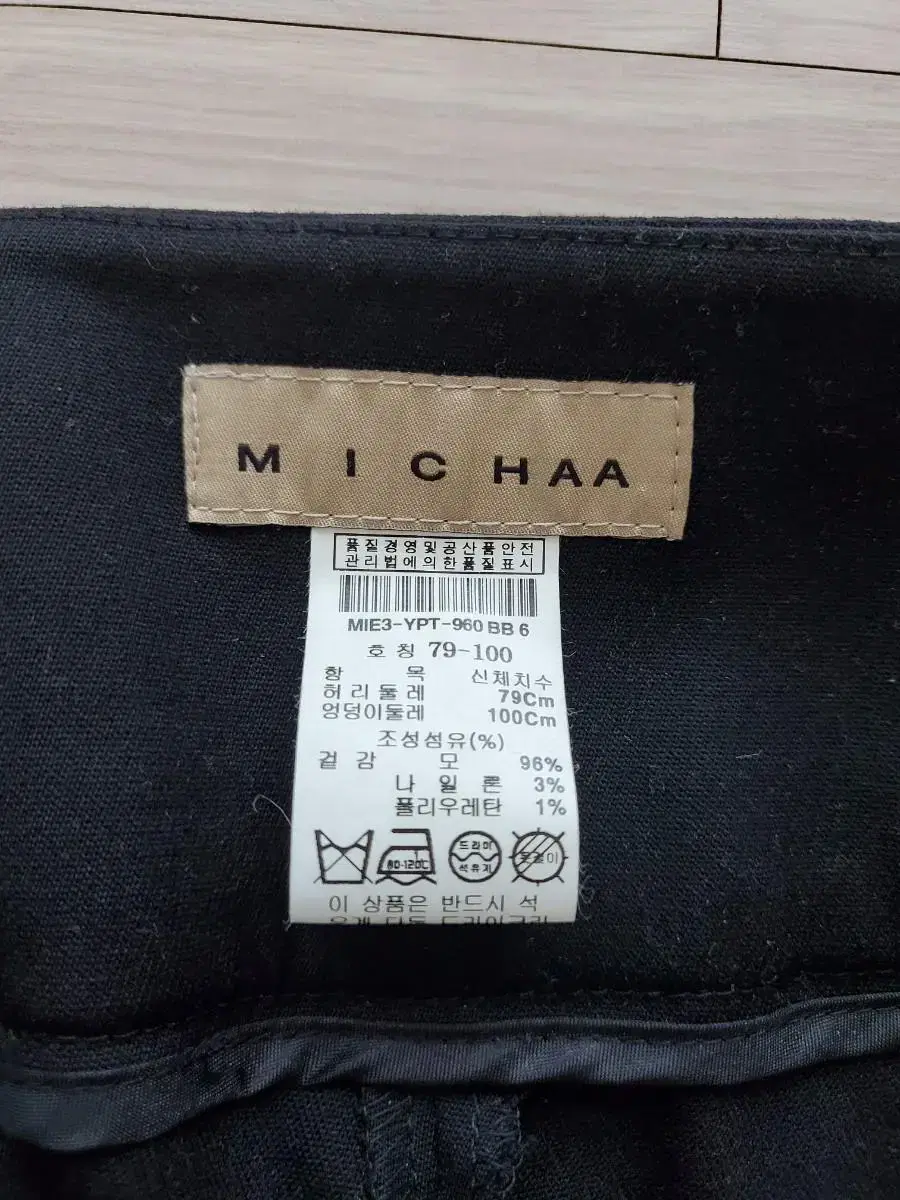 MICHAA
품질경영및공산품안전
관리법에의한품질표시
MIE3-YPT-960 BB 6
호 칭 79-100
항 목 신체치수
허리둘레 79Cm
엉덩이둘레 100Cm
조성섬유(%)
겉 감 모 96%
나 일 론 3%
폴리우레탄 1%
드라이
석유계
이 상품은 반드시 석